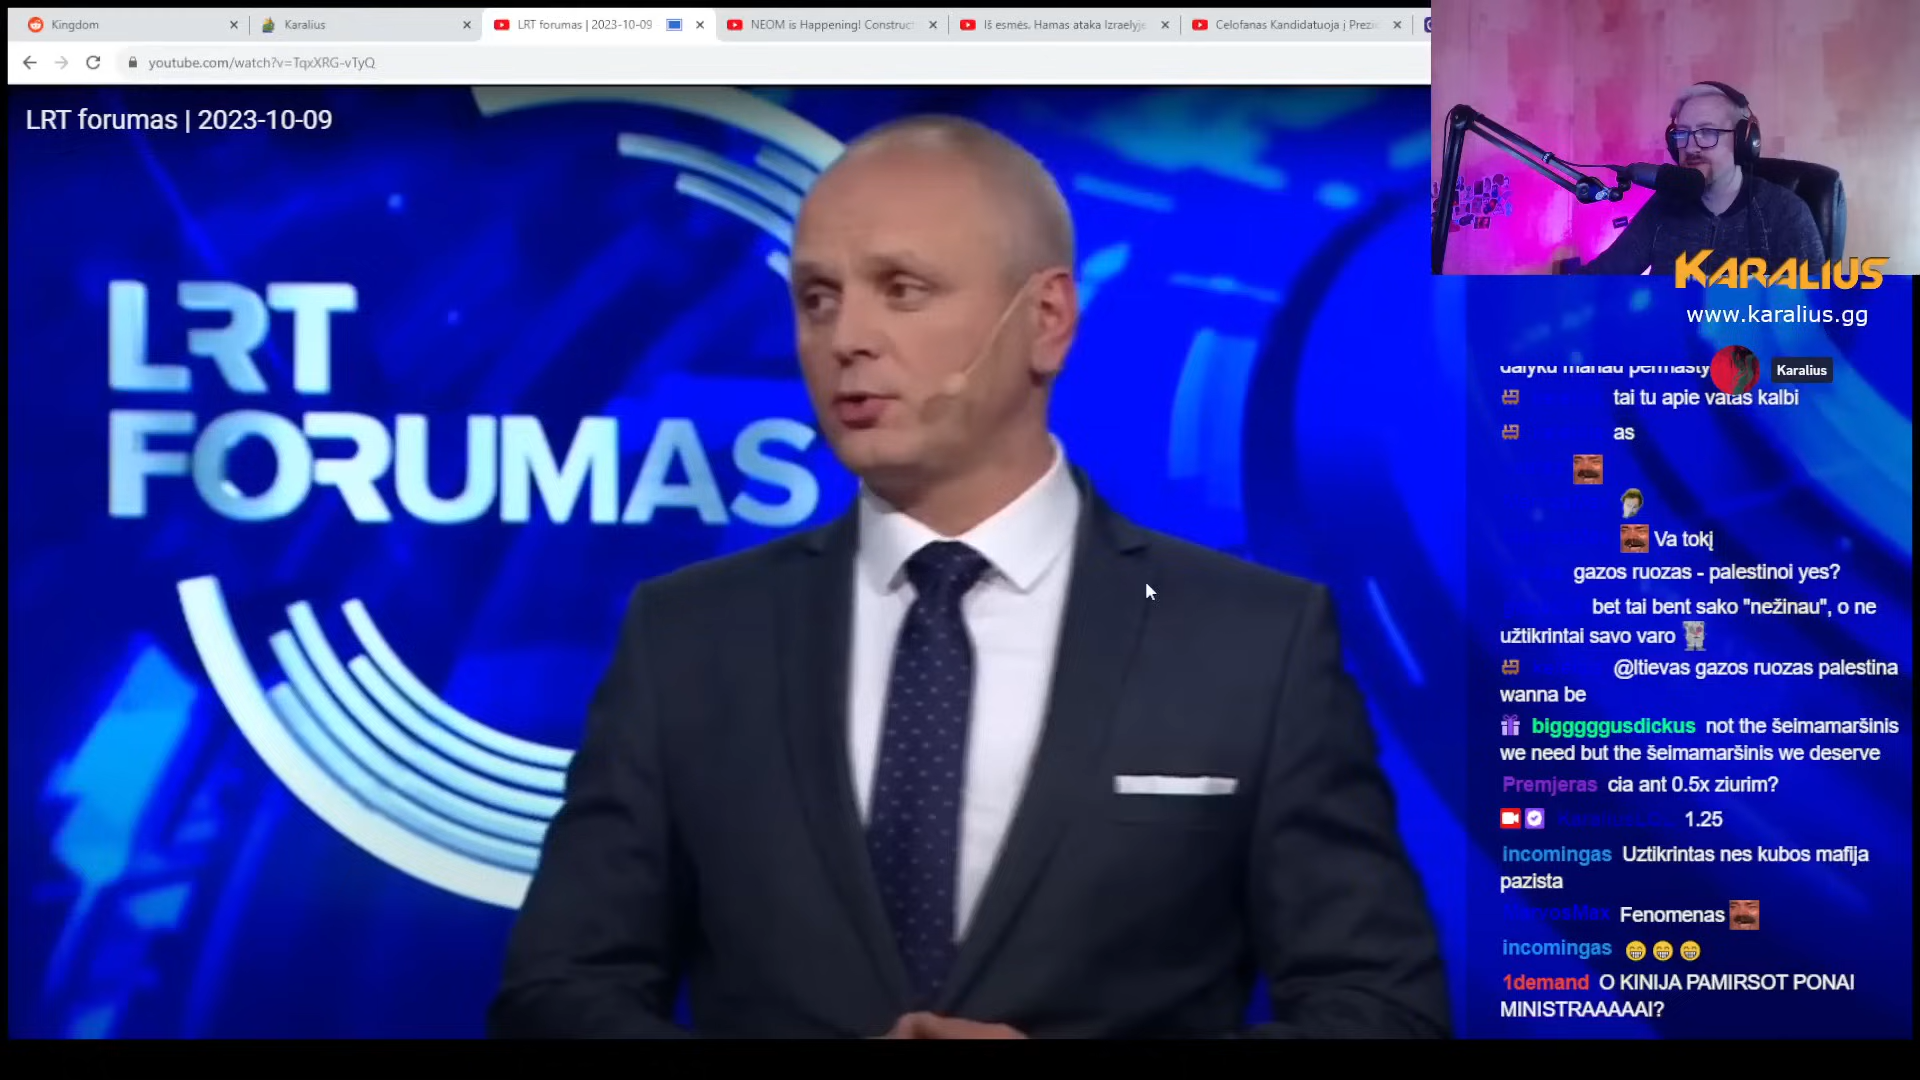 Kingdom
Karalius
LRT forumas | 2023-10-09
NEOM is Happening! Construct
Iš esmės. Hamas ataka Izraelyje
Celofanas Kandidatuoja į Prezi
youtube.com/watch?v=TqxXRG-vTyQ
LRT forumas | 2023-10-09
LRT
FORUMAS
KARALIUS
www.karalius.gg
Karalius
tai tu apie vatas kalbi
as
Va tokį
gazos ruozas - palestinoi yes?
bet tai bent sako "nežinau", o ne
užtikrintai savo varo
@ltievas gazos ruozas palestina
wanna be
bigggggusdickus not the šeimamaršinis
we need but the šeimamaršinis we deserve
Premjeras cia ant 0.5x ziurim?
1.25
incomingas Uztikrintas nes kubos mafija
pazista
Fenomenas
incomingas
1demand O KINIJA PAMIRSOT PONAI
MINISTRAAAAAI?